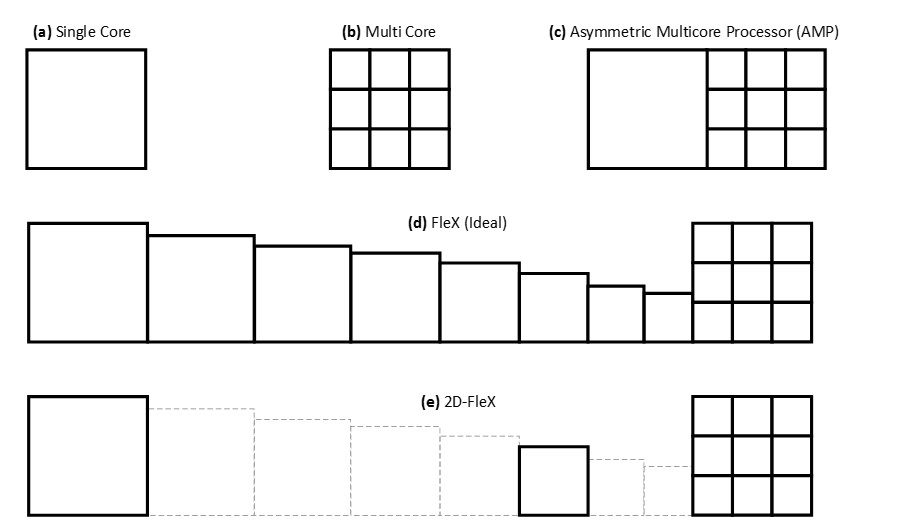 (a) Single Core
(b) Multi Core
(c) Asymmetric Multicore Processor (AMP)
(d) FleX (Ideal)
(e) 2D-FleX